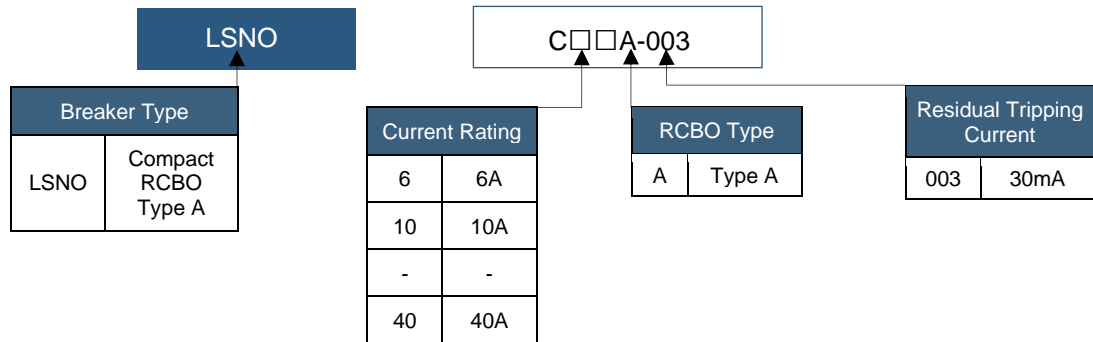 LSNO
C□□A-003
Breaker Type
LSNO
Compact
RCBO
Type A
Current Rating
6 6A
10 10A
- -
40 40A
RCBO Type
A Type A
Residual Tripping
Current
003 30mA